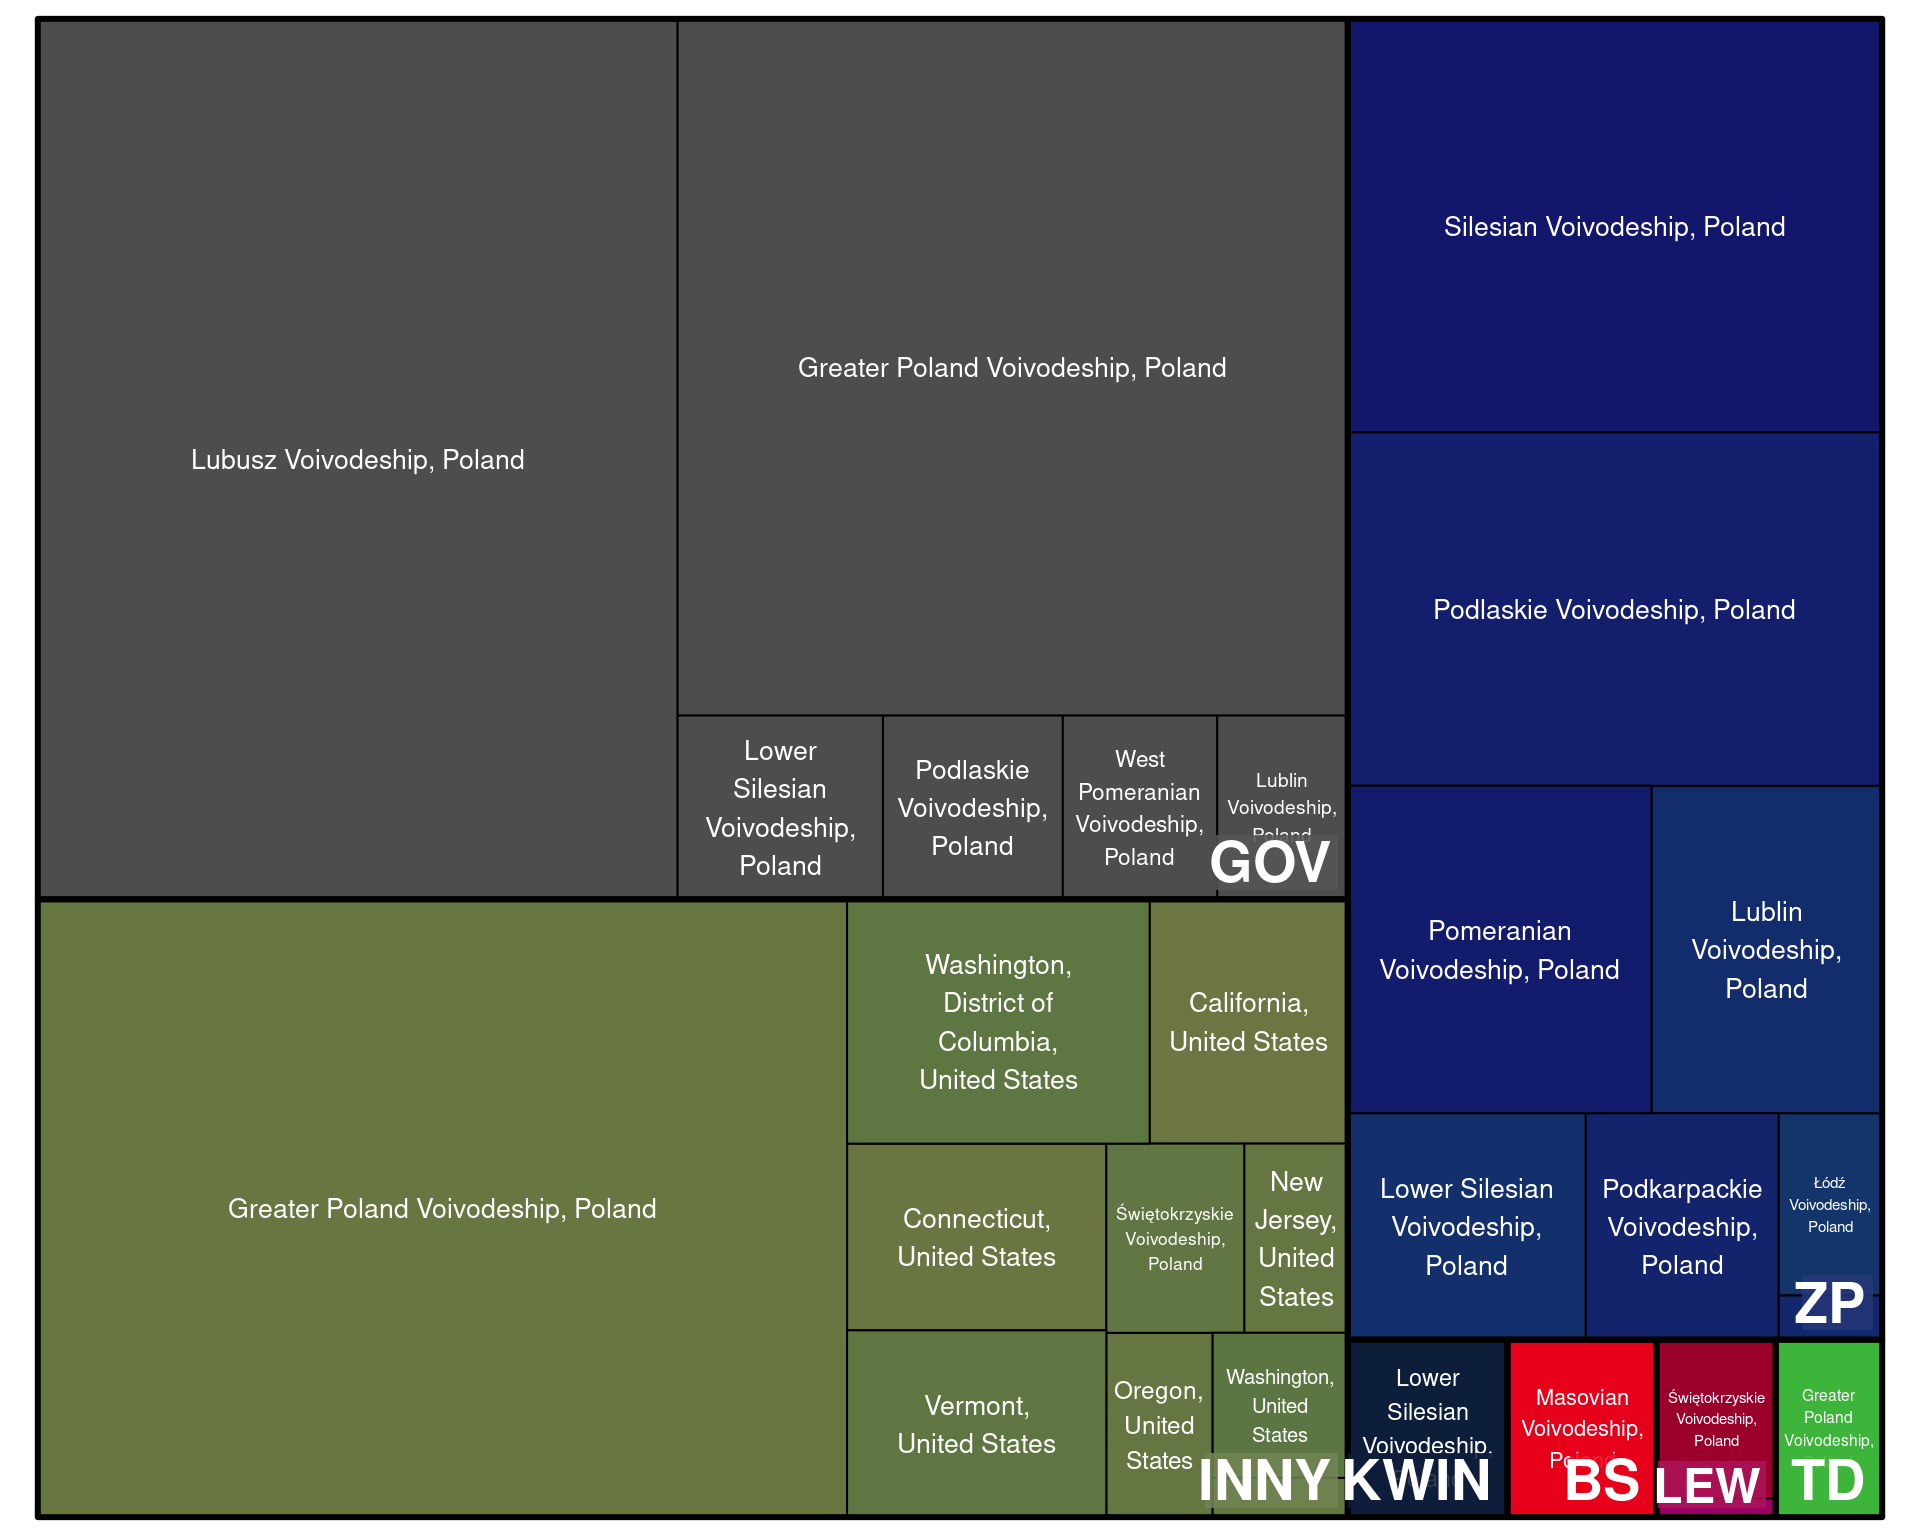 Lubusz Voivodeship, Poland
Greater Poland Voivodeship, Poland
Lower
Silesian
Voivodeship,
Poland
Podlaskie
Voivodeship,
Poland
West
Pomeranian
Voivodeship,
Poland
Lublin
Voivodeship,
Poland
GOV
Greater Poland Voivodeship, Poland
Washington,
District of
Columbia,
United States
California,
United States
Connecticut,
United States
Świętokrzyskie
Voivodeship,
Poland
New
Jersey,
United
States
Vermont,
United States
Oregon,
United
States
Washington,
United
States
INNY
Silesian Voivodeship, Poland
Podlaskie Voivodeship, Poland
Pomeranian
Voivodeship, Poland
Lublin
Voivodeship,
Poland
Lower Silesian
Voivodeship,
Poland
Podkarpackie
Voivodeship,
Poland
Łódź
Voivodeship,
Poland
ZP
Lower
Silesian
Voivodeship,
KWIN
Masovian
Voivodeship,
BS
Świętokrzyskie
Voivodeship,
Poland
LEW
Greater
Poland
Voivodeship,
TD